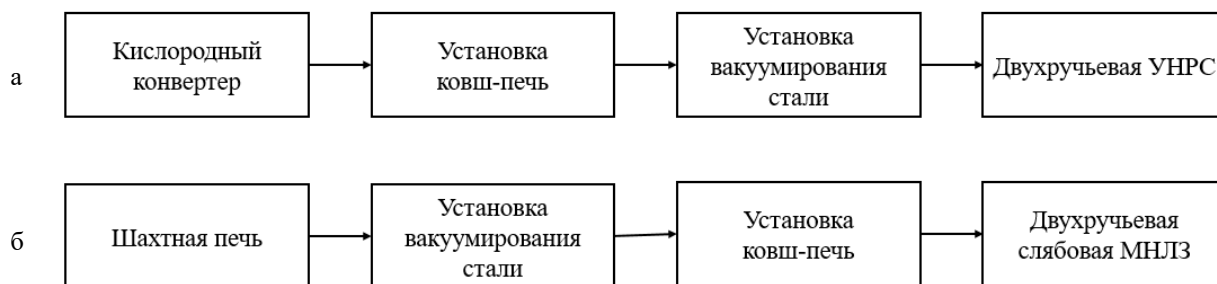 а
Кислородный
конвертер
Установка
ковш-печь
Установка
вакуумирования
стали
Двухручьевая УНРС
б
Шахтная печь
Установка
вакуумирования
стали
Установка
ковш-печь
Двухручьевая
слябовая МНЛЗ